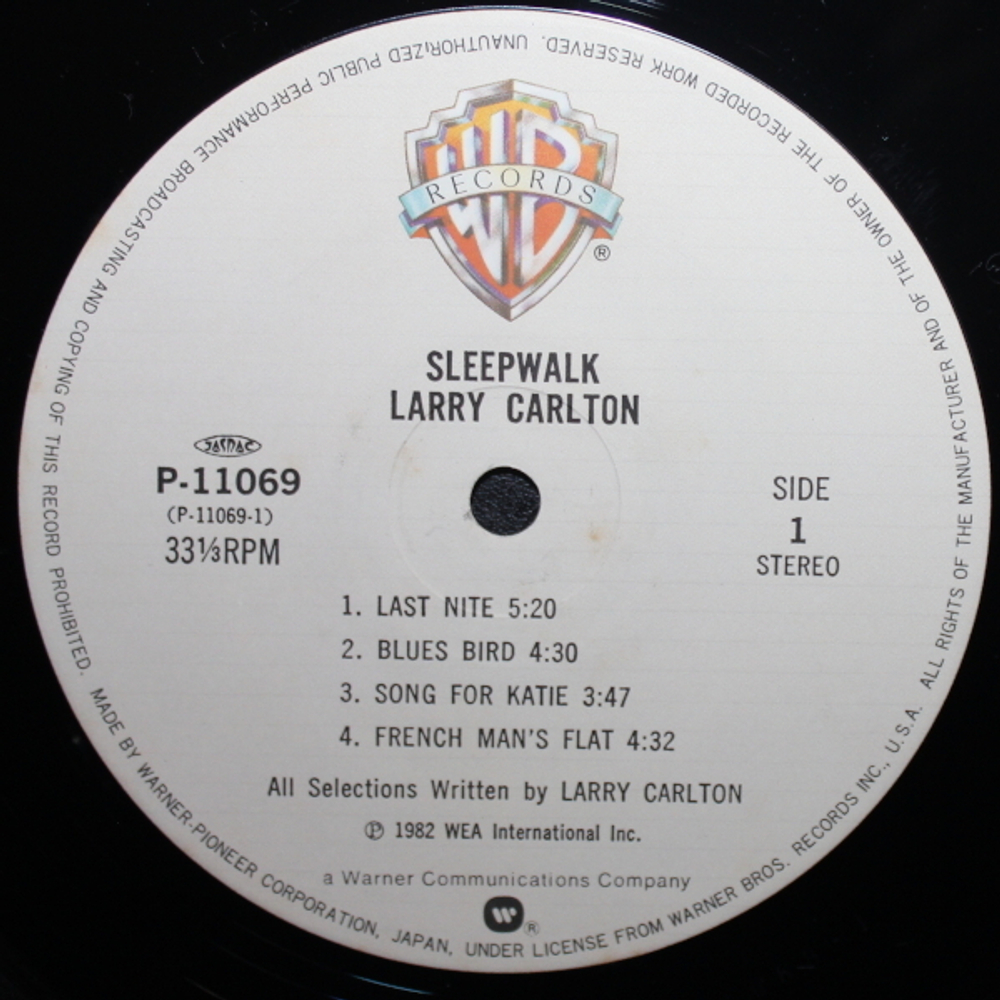 ALL RIGHTS OF THE MANUFACTURER AND OF THE OWNER OF THE RECORDED WORK RESERVED. UNAUTHORIZED PUBLIC PERFORMANCE BROADCASTING AND COPYING OF THIS RECORD PROHIBITED.
WB
RECORDS
®
SLEEPWALK
LARRY CARLTON
JASRAC
P-11069
(P-11069-1)
33⅓RPM
SIDE
1
STEREO
1. LAST NITE 5:20
2. BLUES BIRD 4:30
3. SONG FOR KATIE 3:47
4. FRENCH MAN'S FLAT 4:32
All Selections Written by LARRY CARLTON
℗ 1982 WEA International Inc.
a Warner Communications Company
W®
MADE BY WARNER-PIONEER CORPORATION, JAPAN, UNDER LICENSE FROM WARNER BROS. RECORDS INC., U.S.A.